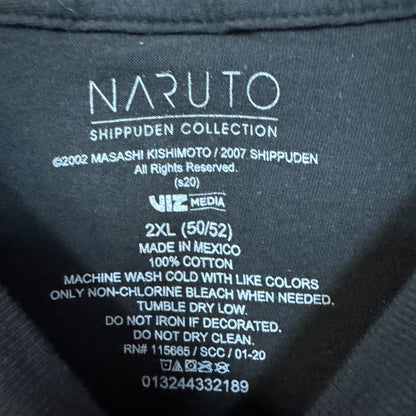 NARUTO
SHIPPUDEN COLLECTION
©2002 MASASHI KISHIMOTO / 2007 SHIPPUDEN
All Rights Reserved.
(s20)
VIZ MEDIA
2XL (50/52)
MADE IN MEXICO
100% COTTON
MACHINE WASH COLD WITH LIKE COLORS
ONLY NON-CHLORINE BLEACH WHEN NEEDED.
TUMBLE DRY LOW.
DO NOT IRON IF DECORATED.
DO NOT DRY CLEAN.
RN# 115665 / SCC / 01-20
013244332189